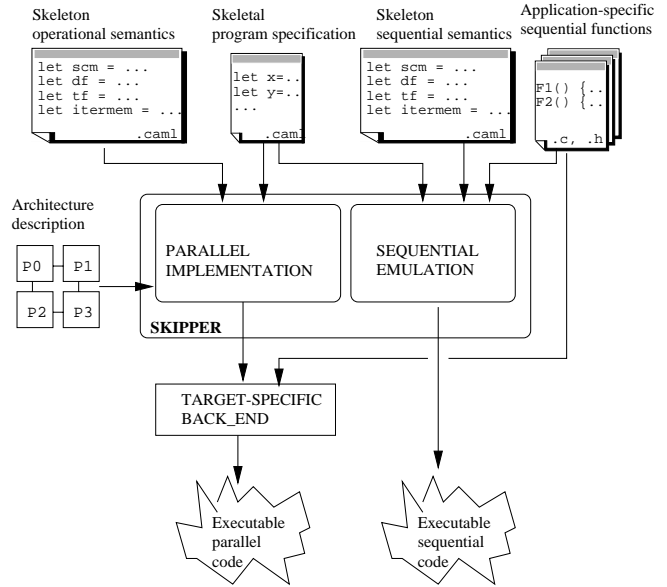 Skeleton
operational semantics
Skeletal
program specification
Skeleton
sequential semantics
Application-specific
sequential functions
let scm = ...
let df = ...
let tf = ...
let itermem = ...
.caml
let x=..
let y=..
...
.caml
let scm = ...
let df = ...
let tf = ...
let itermem = ...
.caml
F1() {..
F2() {..
.c, .h
Architecture
description
P0
P1
P2
P3
PARALLEL
IMPLEMENTATION
SEQUENTIAL
EMULATION
SKIPPER
TARGET-SPECIFIC
BACK_END
Executable
parallel
code
Executable
sequential
code